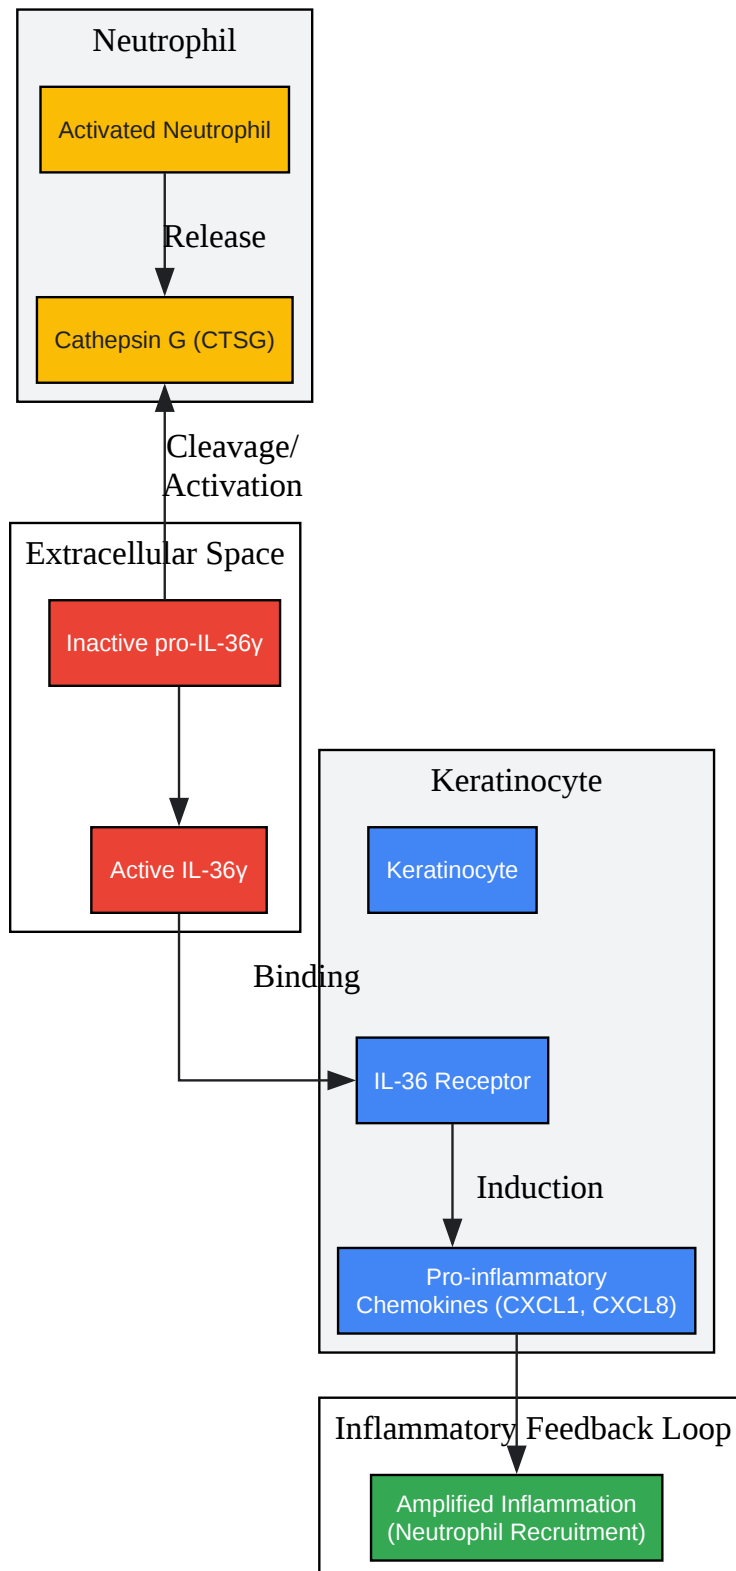 Neutrophil
Activated Neutrophil
Release
Cathepsin G (CTSG)
Cleavage/
Activation
Extracellular Space
Inactive pro-IL-36γ
Keratinocyte
Active IL-36γ
Keratinocyte
Binding
IL-36 Receptor
Induction
Pro-inflammatory
Chemokines (CXCL1, CXCL8)
Inflammatory Feedback Loop
Amplified Inflammation
(Neutrophil Recruitment)